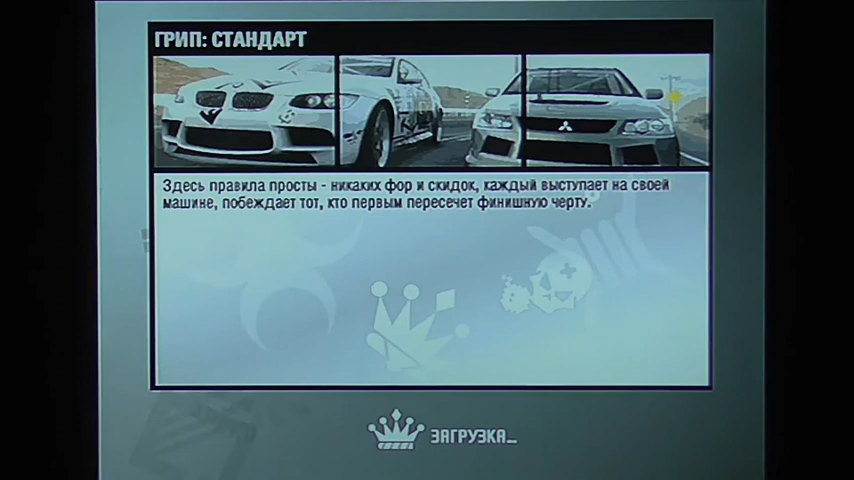 ГРИП: СТАНДАРТ
Здесь правила просты - никаких фор и скидок, каждый выступает на своей
машине, побеждает тот, кто первым пересечет финишную черту.
ЗАГРУЗКА_